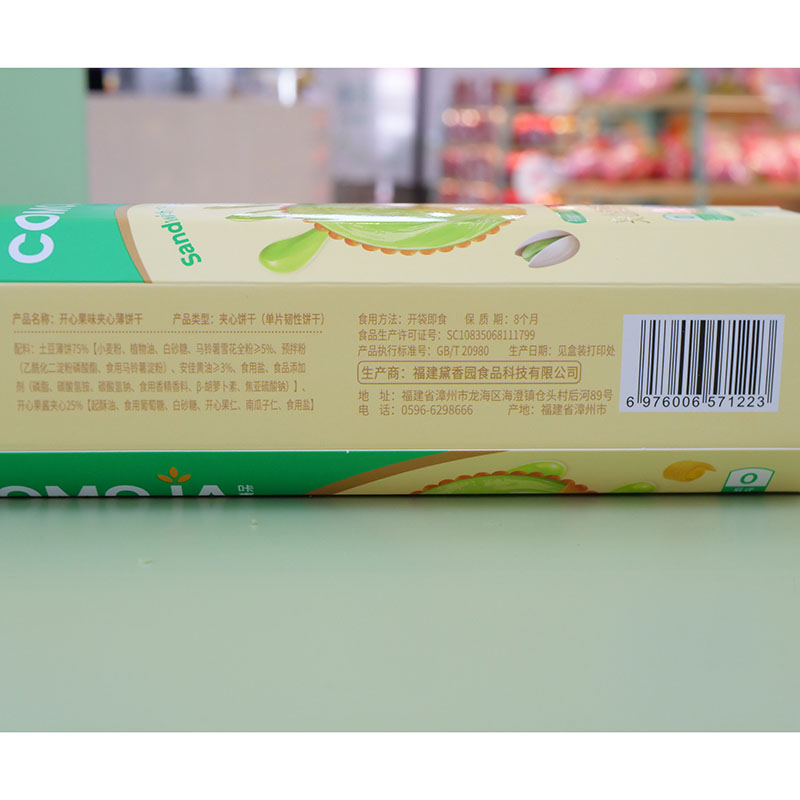 COM
Sandwi
产品名称：开心果味夹心薄饼干 产品类型：夹心饼干（单片韧性饼干）
配料：土豆薄饼75%【小麦粉、植物油、白砂糖、马铃薯雪花全粉≥5%、预拌粉
（乙酰化二淀粉磷酸酯、食用马铃薯淀粉）、安佳黄油≥3%、食用盐、食品添加
剂（磷脂、碳酸氢铵、碳酸氢钠、食用香精香料、β-胡萝卜素、焦亚硫酸钠）】、
开心果酱夹心25%【起酥油、食用葡萄糖、白砂糖、开心果仁、南瓜子仁、食用盐】
食用方法：开袋即食 保 质 期：8个月
食品生产许可证号：SC10835068111799
产品执行标准号：GB/T 20980 生产日期：见盒装打印处
生产商：福建黛香园食品科技有限公司
地 址：福建省漳州市龙海区海澄镇仓头村后河89号
电 话：0596-6298666 产地：福建省漳州市
6 976006 571223
OMOJA
0